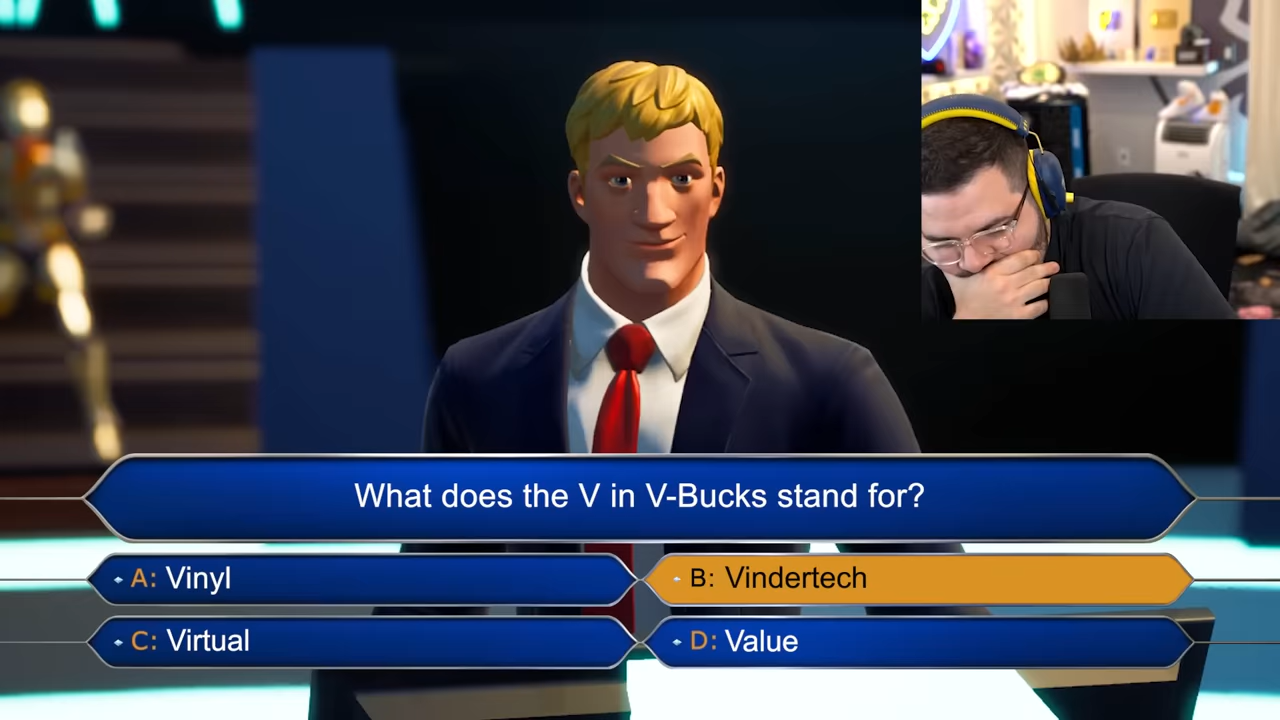 What does the V in V-Bucks stand for?
A: Vinyl
B: Vindertech
C: Virtual
D: Value